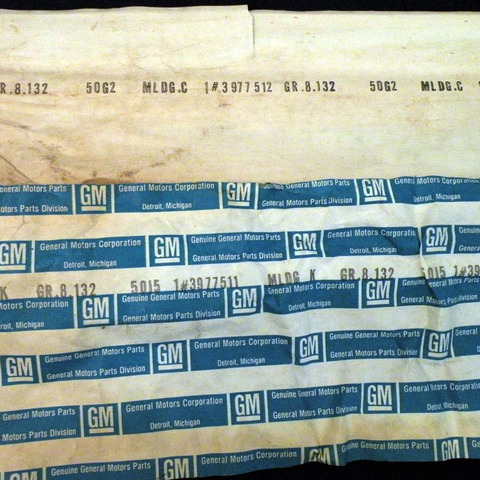 GR.8.132 50G2 MLDG.C 1#3977512 GR.8.132 50G2 MLDG.C
General Motors Parts GM General Motors Corporation GM Genuine General Motors Parts GM General Motors Corporation
Motors Parts Division Detroit, Michigan General Motors Parts Division Detroit, Michigan
GM General Motors Corporation GM Genuine General Motors Parts GM General Motors Corporation GM Genuine
Detroit, Michigan General Motors Parts Division Detroit, Michigan General
K GR.8.132 5015 1#3977511 MLDG K GR.8.132 5015 1#39
Motors Corporation GM Genuine General Motors Parts GM General Motors Corporation GM Genuine General Motors Parts
Detroit, Michigan General Motors Parts Division Detroit, Michigan General Motors Parts Division
GM Genuine General Motors Parts GM General Motors Corporation GM Genuine General Motors Parts GM General
General Motors Parts Division Detroit, Michigan General Motors Parts Division
General Motors Parts GM General Motors Corporation GM Genuine General Motors Parts GM General Motors Corporation
Motors Parts Division Detroit, Michigan General Motors Parts Division Detroit, Michigan
GM Genuine General Motors Parts GM General Motors Corporation GM Genuine General Motors Parts GM
General Motors Parts Division